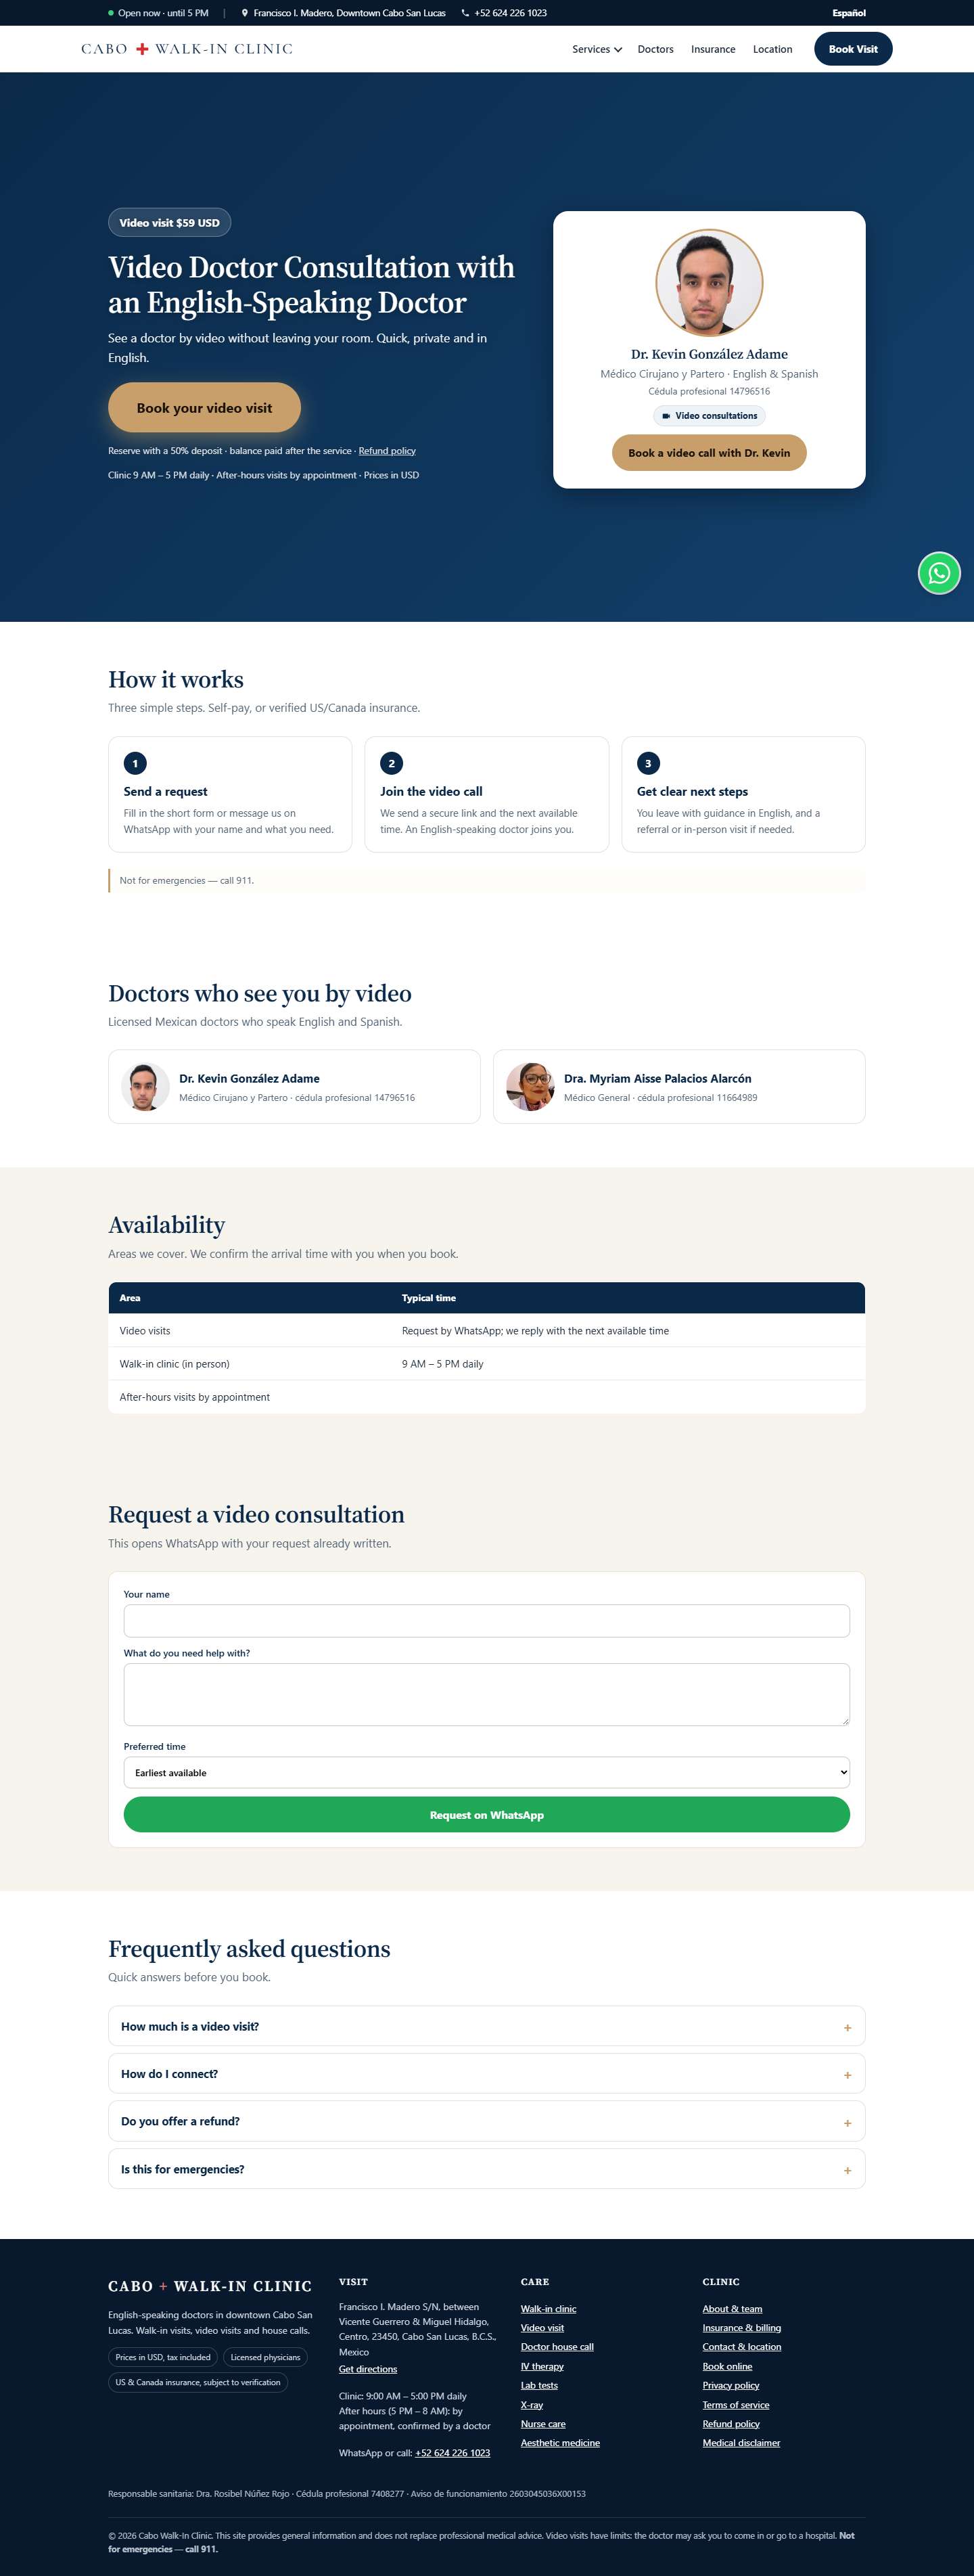 Open now · until 5 PM | Francisco I. Madero, Downtown Cabo San Lucas +52 624 226 1023 Español
CABO + WALK-IN CLINIC Services Doctors Insurance Location Book Visit
Video visit $59 USD
Video Doctor Consultation with
an English-Speaking Doctor
See a doctor by video without leaving your room. Quick, private and in
English.
Book your video visit
Reserve with a 50% deposit · balance paid after the service · Refund policy
Clinic 9 AM – 5 PM daily · After-hours visits by appointment · Prices in USD
Dr. Kevin González Adame
Médico Cirujano y Partero · English & Spanish
Cédula profesional 14796516
Video consultations
Book a video call with Dr. Kevin
How it works
Three simple steps. Self-pay, or verified US/Canada insurance.
1
Send a request
Fill in the short form or message us on
WhatsApp with your name and what you need.
2
Join the video call
We send a secure link and the next available
time. An English-speaking doctor joins you.
3
Get clear next steps
You leave with guidance in English, and a
referral or in-person visit if needed.
Not for emergencies — call 911.
Doctors who see you by video
Licensed Mexican doctors who speak English and Spanish.
Dr. Kevin González Adame
Médico Cirujano y Partero · cédula profesional 14796516
Dra. Myriam Aisse Palacios Alarcón
Médico General · cédula profesional 11664989
Availability
Areas we cover. We confirm the arrival time with you when you book.
Area Typical time
Video visits Request by WhatsApp; we reply with the next available time
Walk-in clinic (in person) 9 AM – 5 PM daily
After-hours visits by appointment
Request a video consultation
This opens WhatsApp with your request already written.
Your name
What do you need help with?
Preferred time
Earliest available
Request on WhatsApp
Frequently asked questions
Quick answers before you book.
How much is a video visit? +
How do I connect? +
Do you offer a refund? +
Is this for emergencies? +
CABO + WALK-IN CLINIC
English-speaking doctors in downtown Cabo San
Lucas. Walk-in visits, video visits and house calls.
Prices in USD, tax included Licensed physicians
US & Canada insurance, subject to verification
VISIT
Francisco I. Madero S/N, between
Vicente Guerrero & Miguel Hidalgo,
Centro, 23450, Cabo San Lucas, B.C.S.,
Mexico
Get directions
Clinic: 9:00 AM – 5:00 PM daily
After hours (5 PM – 8 AM): by
appointment, confirmed by a doctor
WhatsApp or call: +52 624 226 1023
CARE
Walk-in clinic
Video visit
Doctor house call
IV therapy
Lab tests
X-ray
Nurse care
Aesthetic medicine
CLINIC
About & team
Insurance & billing
Contact & location
Book online
Privacy policy
Terms of service
Refund policy
Medical disclaimer
Responsable sanitaria: Dra. Rosibel Núñez Rojo · Cédula profesional 7408277 · Aviso de funcionamiento 2603045036X00153
© 2026 Cabo Walk-In Clinic. This site provides general information and does not replace professional medical advice. Video visits have limits: the doctor may ask you to come in or go to a hospital. Not
for emergencies — call 911.